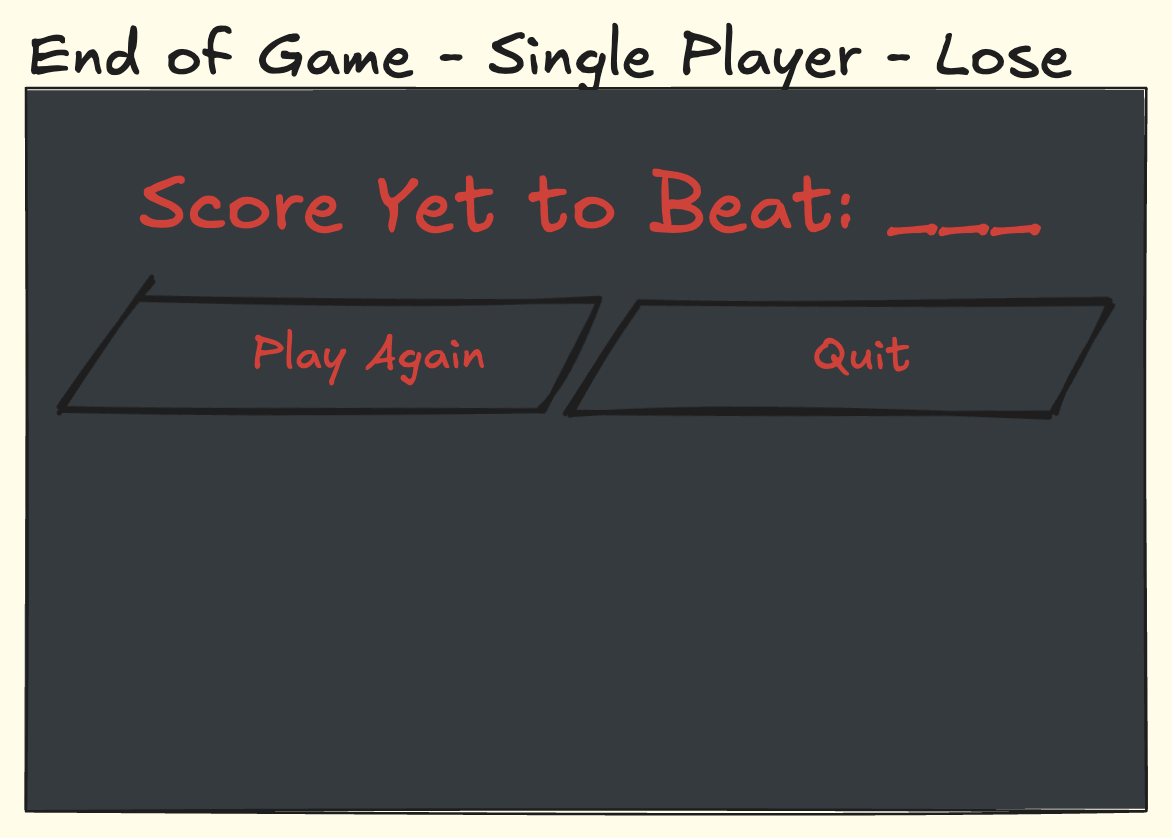 End of Game - Single Player - Lose
Score Yet to Beat: ___
Play Again
Quit